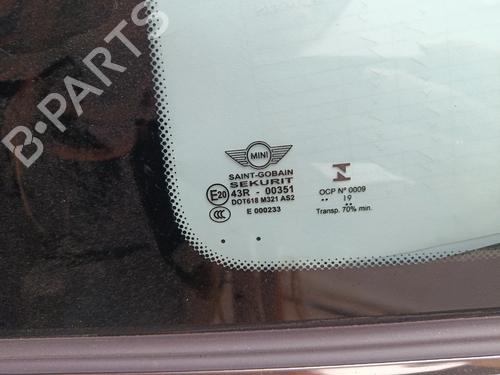 B-PARTS
MINI
SAINT-GOBAIN
SEKURIT
E20 43R - 00351
DOT618 M321 AS2
CCC E 000233
N
OCP Nº 0009
.. 19 ..
Transp. 70% min.